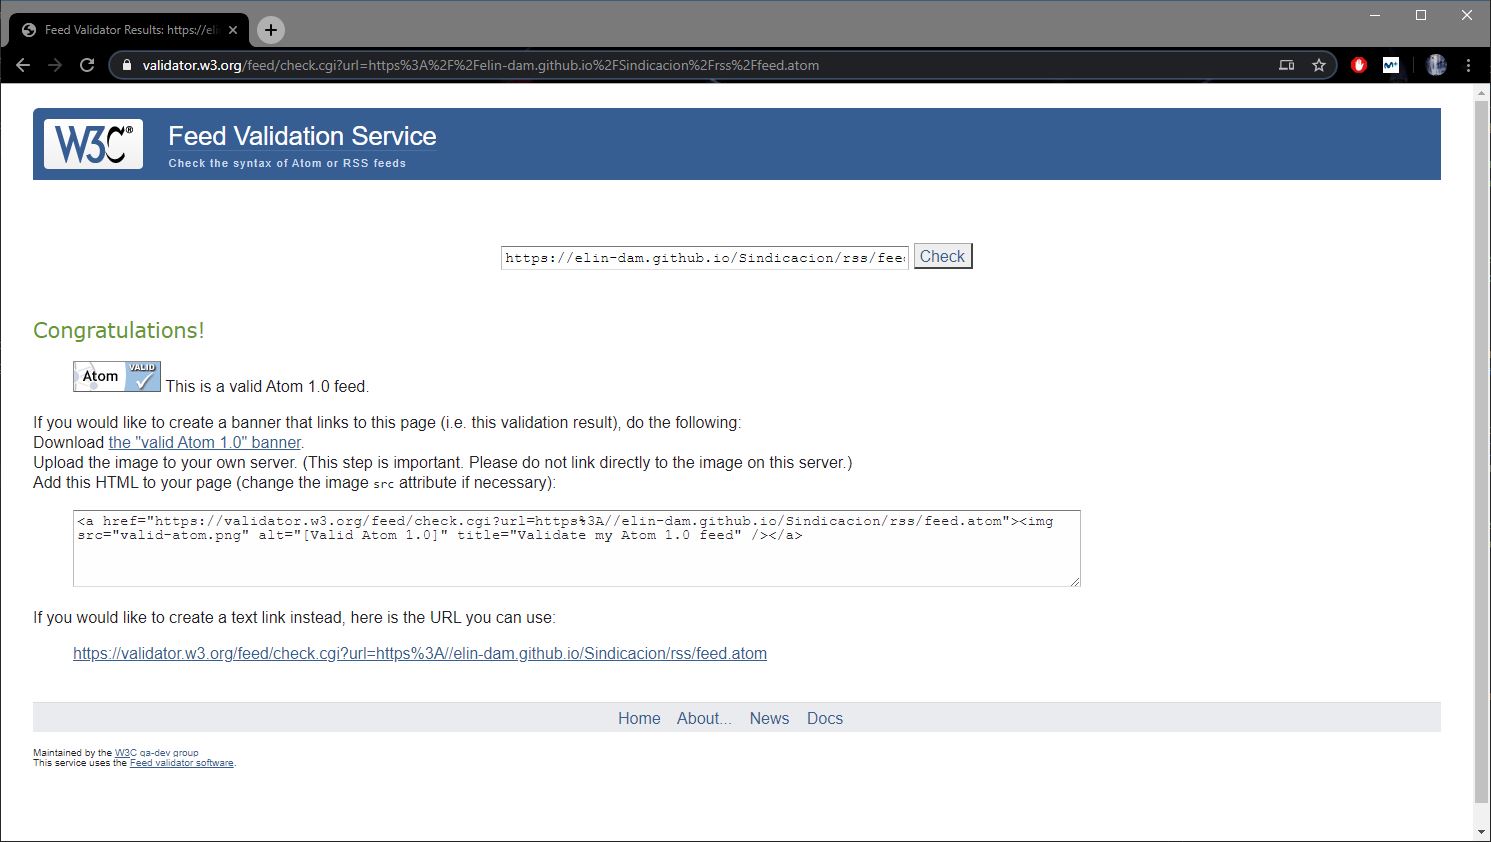 Feed Validator Results: https://eli
validator.w3.org/feed/check.cgi?url=https%3A%2F%2Felin-dam.github.io%2FSindicacion%2Frss%2Ffeed.atom
W3C®
Feed Validation Service
Check the syntax of Atom or RSS feeds
https://elin-dam.github.io/Sindicacion/rss/fee
Check
Congratulations!
Atom VALID
This is a valid Atom 1.0 feed.
If you would like to create a banner that links to this page (i.e. this validation result), do the following:
Download the "valid Atom 1.0" banner.
Upload the image to your own server. (This step is important. Please do not link directly to the image on this server.)
Add this HTML to your page (change the image src attribute if necessary):
<a href="https://validator.w3.org/feed/check.cgi?url=https%3A//elin-dam.github.io/Sindicacion/rss/feed.atom"><img
src="valid-atom.png" alt="[Valid Atom 1.0]" title="Validate my Atom 1.0 feed" /></a>
If you would like to create a text link instead, here is the URL you can use:
https://validator.w3.org/feed/check.cgi?url=https%3A//elin-dam.github.io/Sindicacion/rss/feed.atom
Home About... News Docs
Maintained by the W3C qa-dev group
This service uses the Feed validator software.